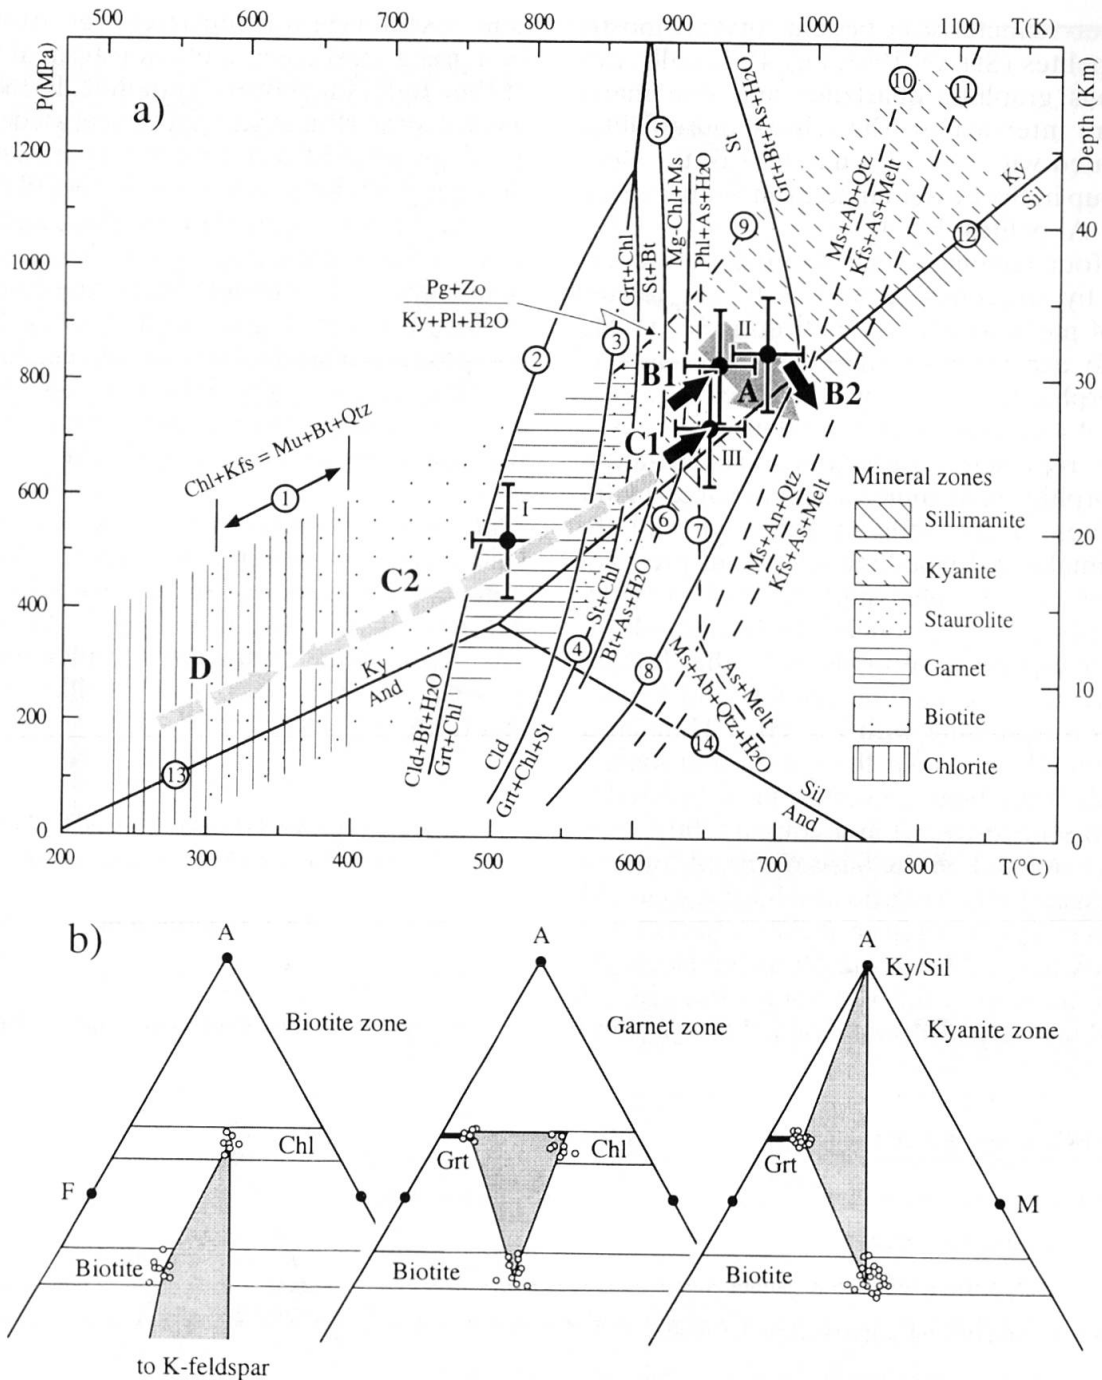 500 600 700 800 900 1000 1100 T(K)
P(MPa)
a)
1200
1000
800
600
400
200
0
Depth (Km)
40
30
20
10
0
200 300 400 500 600 700 800 T(°C)
Pg+Zo
Ky+Pl+H2O
Chl+Kfs = Mu+Bt+Qtz
1
2
3
4
5
6
7
8
9
10
11
12
13
14
Grt+Chl
St+Bt
Mg-Chl+Ms
Phl+As+H2O
St
Grt+Bt+As+H2O
Ms+Ab+Qtz
Kfs+As+Melt
Ky
Sil
B1
A
B2
C1
C2
D
I
II
III
Ky
And
Cld+Bt+H2O
Grt+Chl
Cld
Grt+Chl+St
St+Chl
Bt+As+H2O
Ms+An+Qtz
Kfs+As+Melt
As+Melt
Ms+Ab+Qtz+H2O
Sil
And
Mineral zones
Sillimanite
Kyanite
Staurolite
Garnet
Biotite
Chlorite
b)
A
Biotite zone
Chl
F
Biotite
to K-feldspar
A
Garnet zone
Grt
Chl
Biotite
A
Ky/Sil
Kyanite zone
Grt
M
Biotite